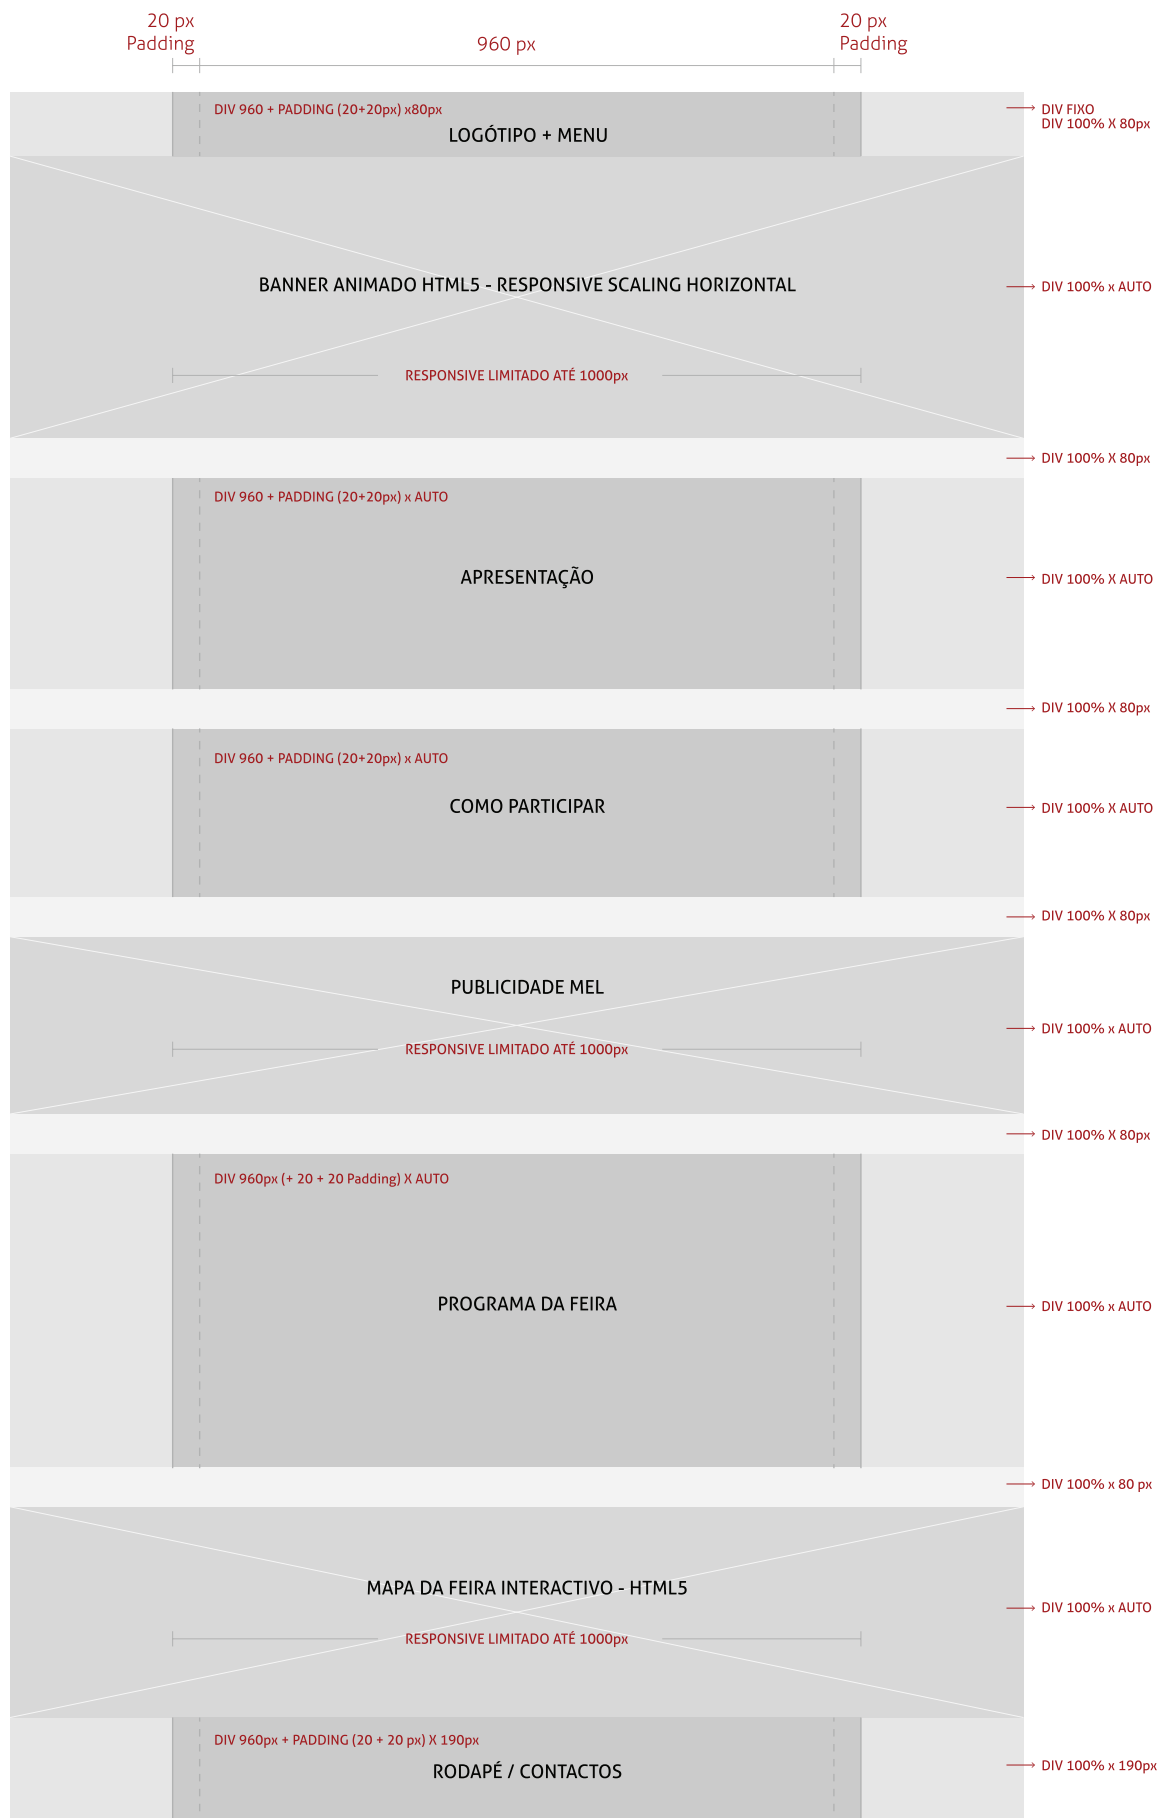 20 px
Padding
960 px
20 px
Padding
DIV 960 + PADDING (20+20px) x80px
LOGÓTIPO + MENU
DIV FIXO
DIV 100% X 80px
BANNER ANIMADO HTML5 - RESPONSIVE SCALING HORIZONTAL
DIV 100% x AUTO
RESPONSIVE LIMITADO ATÉ 1000px
DIV 100% X 80px
DIV 960 + PADDING (20+20px) x AUTO
APRESENTAÇÃO
DIV 100% X AUTO
DIV 100% X 80px
DIV 960 + PADDING (20+20px) x AUTO
COMO PARTICIPAR
DIV 100% X AUTO
DIV 100% X 80px
PUBLICIDADE MEL
DIV 100% x AUTO
RESPONSIVE LIMITADO ATÉ 1000px
DIV 100% X 80px
DIV 960px (+ 20 + 20 Padding) X AUTO
PROGRAMA DA FEIRA
DIV 100% x AUTO
DIV 100% x 80 px
MAPA DA FEIRA INTERACTIVO - HTML5
DIV 100% x AUTO
RESPONSIVE LIMITADO ATÉ 1000px
DIV 960px + PADDING (20 + 20 px) X 190px
RODAPÉ / CONTACTOS
DIV 100% x 190px